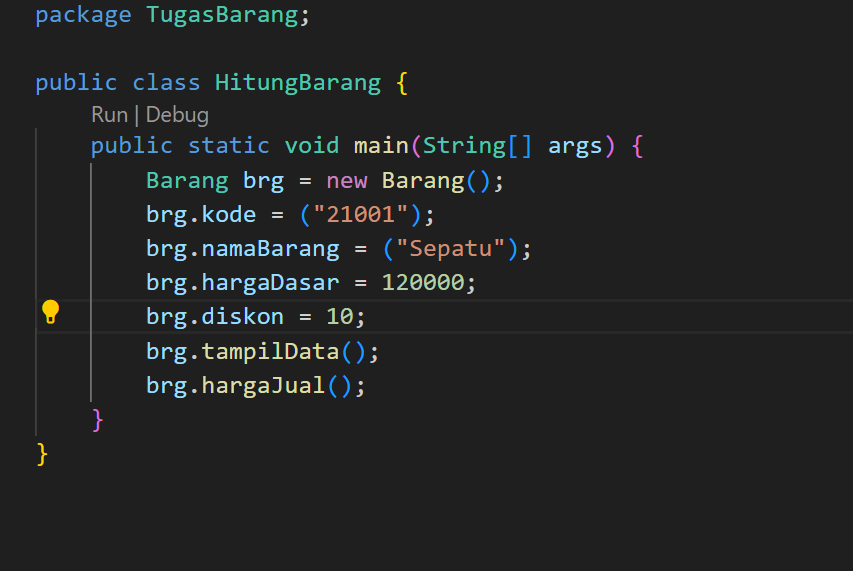 package TugasBarang;
public class HitungBarang {
Run | Debug
public static void main(String[] args) {
Barang brg = new Barang();
brg.kode = ("21001");
brg.namaBarang = ("Sepatu");
brg.hargaDasar = 120000;
brg.diskon = 10;
brg.tampilData();
brg.hargaJual();
}
}